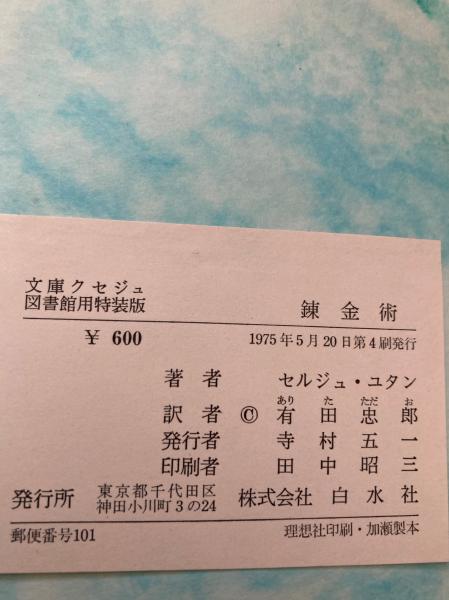 文庫クセジュ
図書館用特装版
錬金術
¥ 600
1975年5月20日第4刷発行
著者 セルジュ・ユタン
あり た ただ お
訳者 © 有田忠郎
発行者 寺村五一
印刷者 田中昭三
発行所 東京都千代田区 神田小川町3の24 株式会社 白水社
郵便番号101 理想社印刷・加瀬製本